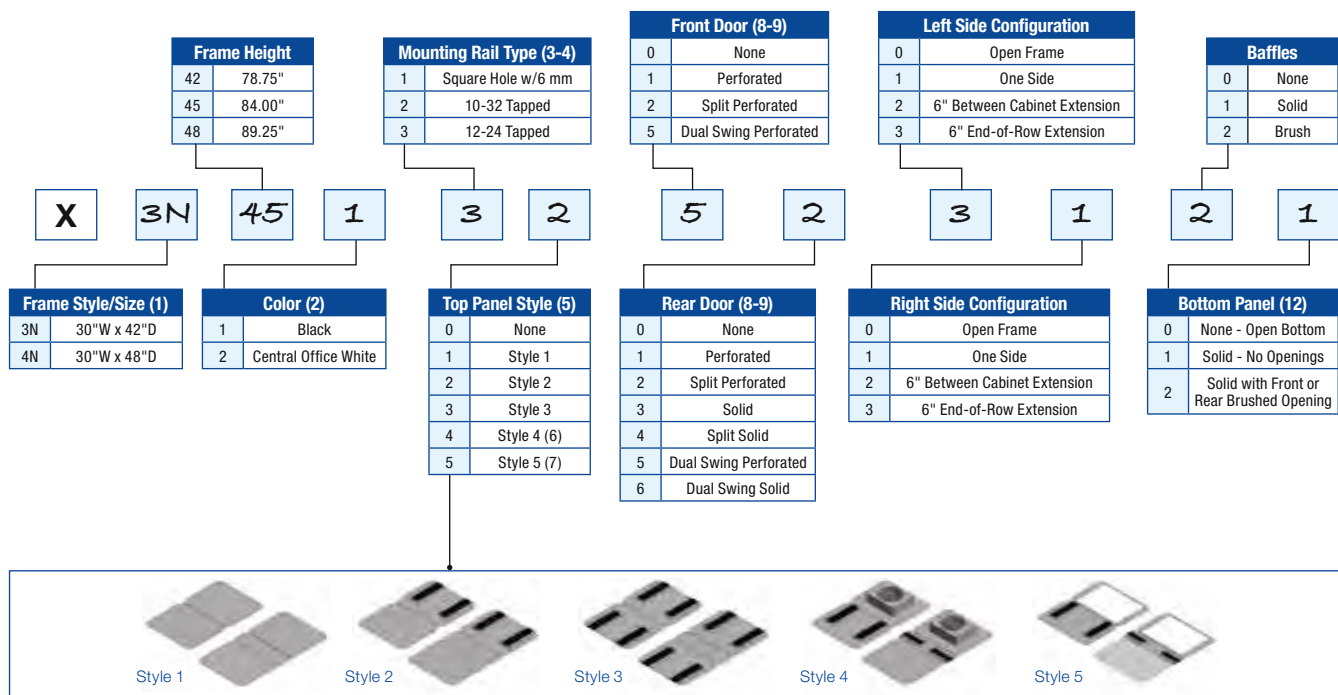 Frame Height
42 78.75"
45 84.00"
48 89.25"
Mounting Rail Type (3-4)
1 Square Hole w/6 mm
2 10-32 Tapped
3 12-24 Tapped
Front Door (8-9)
0 None
1 Perforated
2 Split Perforated
5 Dual Swing Perforated
Left Side Configuration
0 Open Frame
1 One Side
2 6" Between Cabinet Extension
3 6" End-of-Row Extension
Baffles
0 None
1 Solid
2 Brush
X 3N 45 1 3 2 5 2 3 1 2 1
Frame Style/Size (1)
3N 30"W x 42"D
4N 30"W x 48"D
Color (2)
1 Black
2 Central Office White
Top Panel Style (5)
0 None
1 Style 1
2 Style 2
3 Style 3
4 Style 4 (6)
5 Style 5 (7)
Rear Door (8-9)
0 None
1 Perforated
2 Split Perforated
3 Solid
4 Split Solid
5 Dual Swing Perforated
6 Dual Swing Solid
Right Side Configuration
0 Open Frame
1 One Side
2 6" Between Cabinet Extension
3 6" End-of-Row Extension
Bottom Panel (12)
0 None - Open Bottom
1 Solid - No Openings
2 Solid with Front or
Rear Brushed Opening
Style 1 Style 2 Style 3 Style 4 Style 5